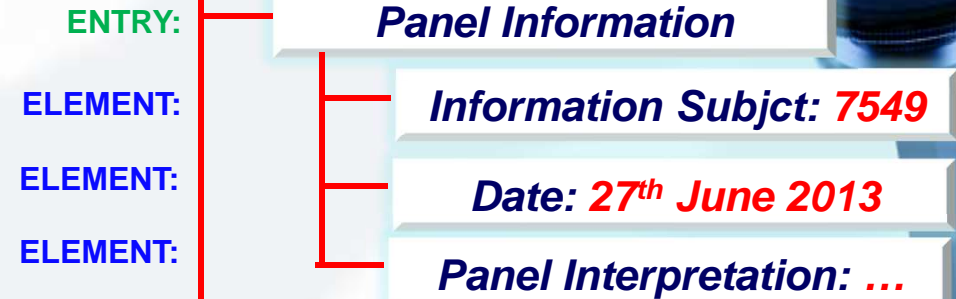 ENTRY: Panel Information
ELEMENT: Information Subjct: 7549
ELEMENT: Date: 27th June 2013
ELEMENT: Panel Interpretation: ...